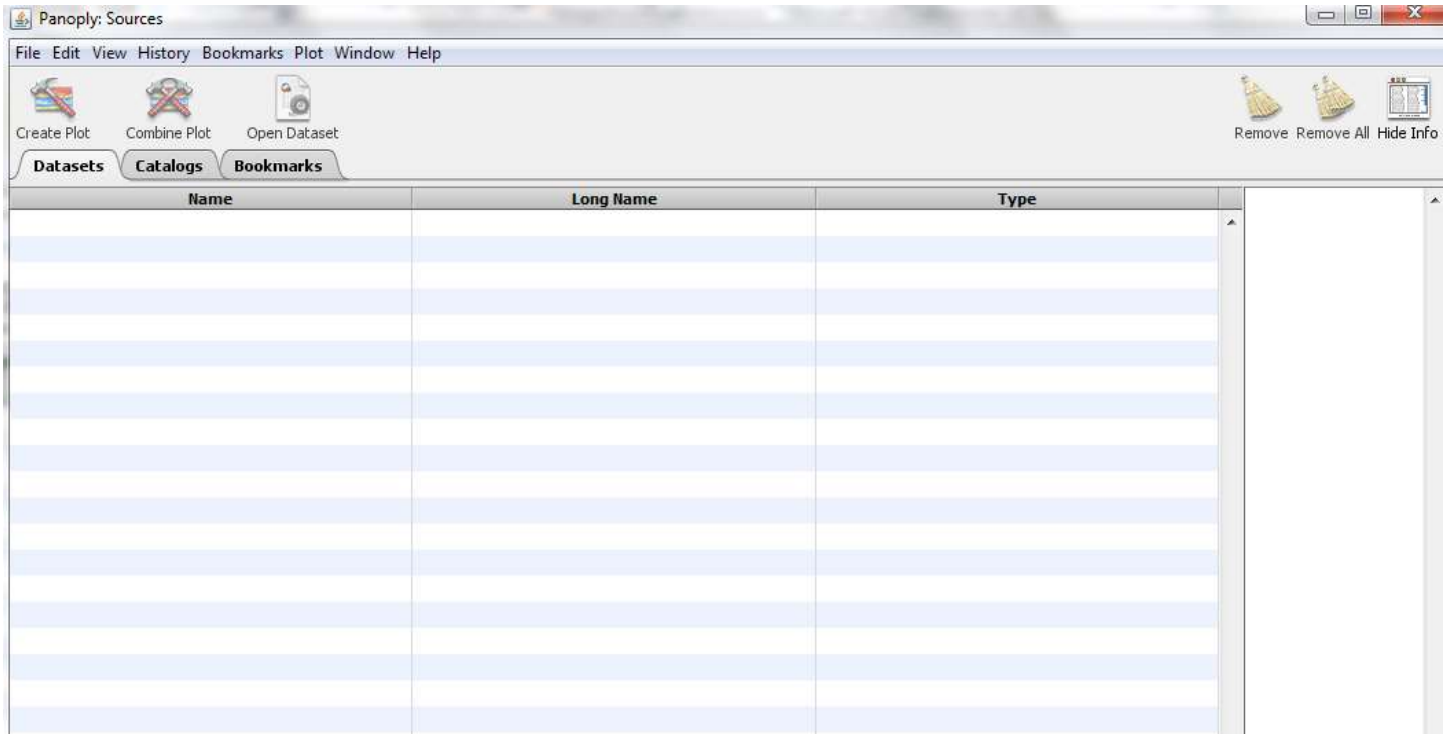 Panoply: Sources
File Edit View History Bookmarks Plot Window Help
Create Plot Combine Plot Open Dataset Remove Remove All Hide Info
Datasets Catalogs Bookmarks
Name Long Name Type